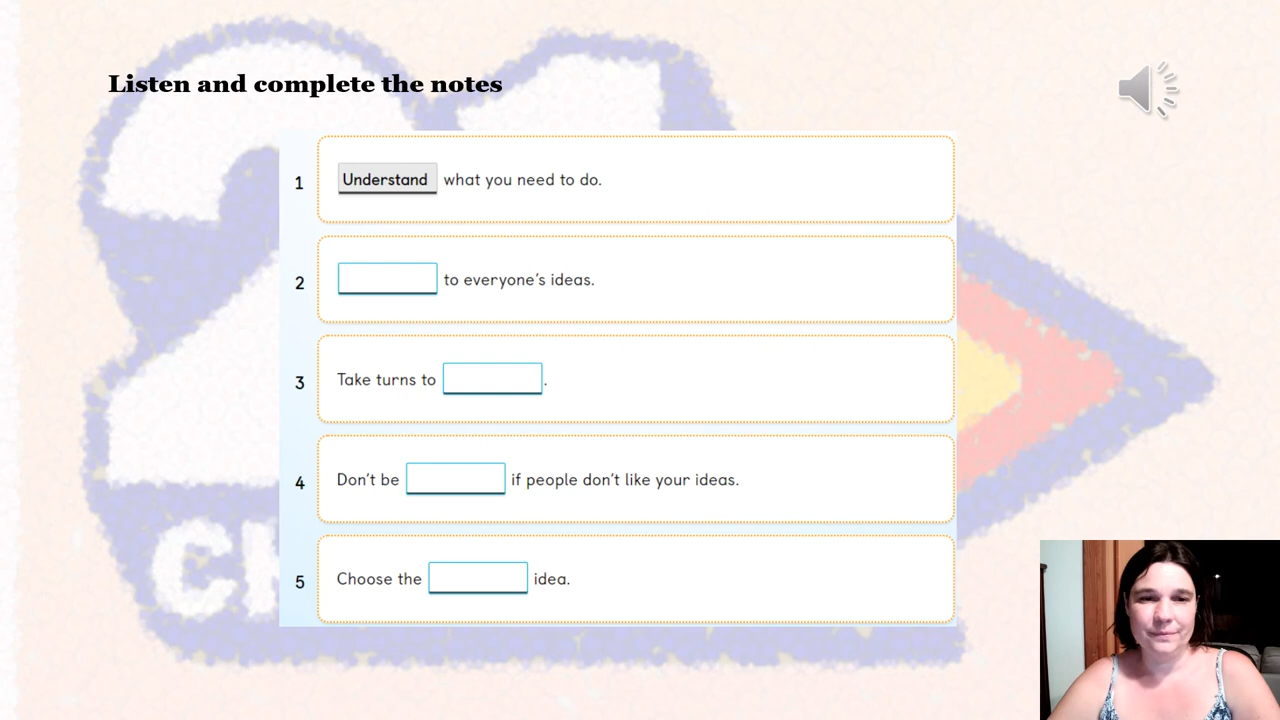 Listen and complete the notes
1 Understand what you need to do.
2 to everyone's ideas.
3 Take turns to .
4 Don't be if people don't like your ideas.
5 Choose the idea.